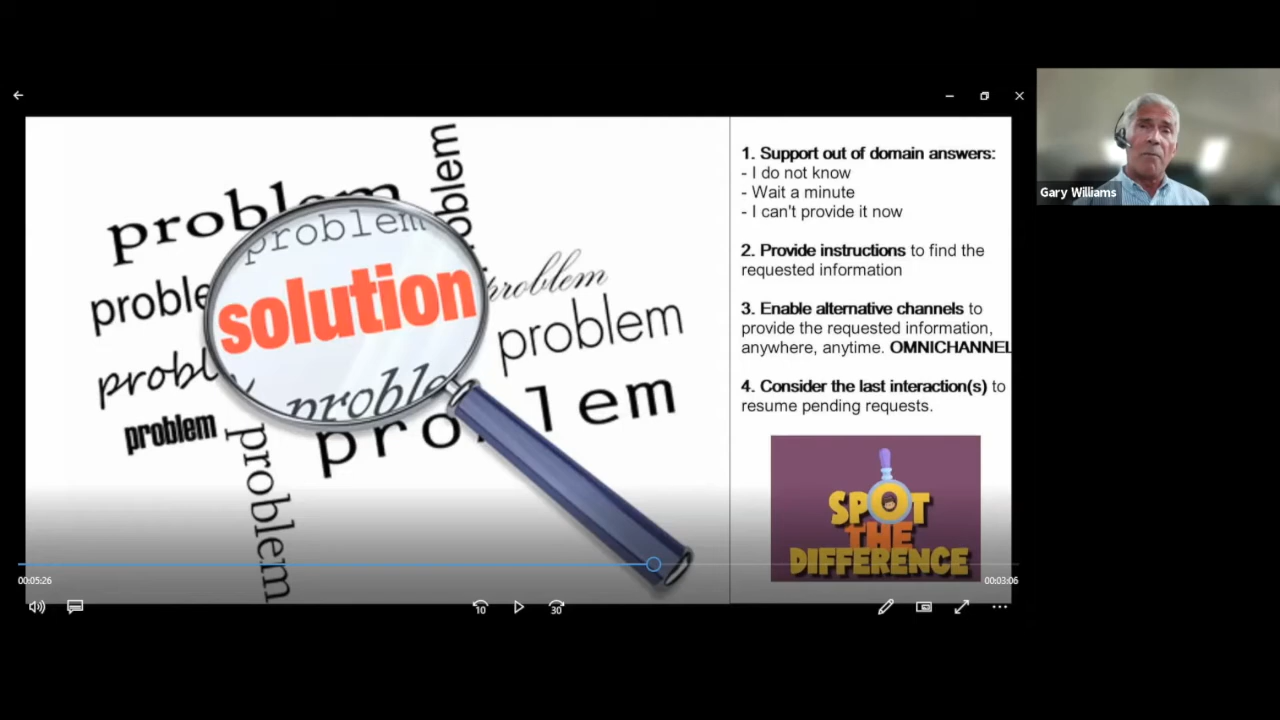 problem
problem
problem
solution
problem
problem
problem
problem
problem
1. Support out of domain answers:
- I do not know
- Wait a minute
- I can't provide it now
2. Provide instructions to find the
requested information
3. Enable alternative channels to
provide the requested information,
anywhere, anytime. OMNICHANNEL
4. Consider the last interaction(s) to
resume pending requests.
SPOT
THE
DIFFERENCE
Gary Williams
00:05:26
00:03:06
10
30